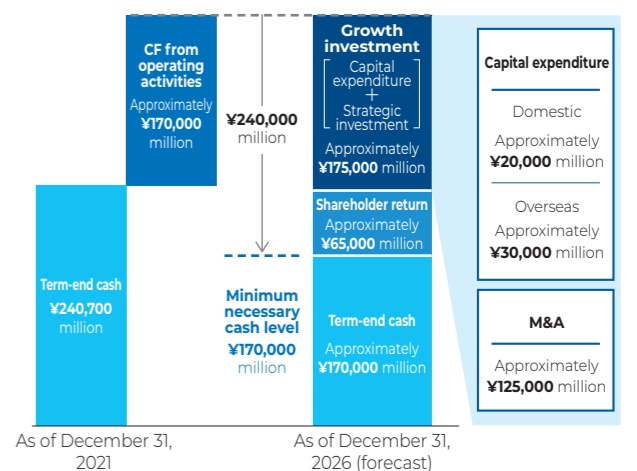 CF from
operating
activities
Approximately
¥170,000
million
Term-end cash
¥240,700
million
As of December 31,
2021
¥240,000
million
Minimum
necessary
cash level
¥170,000
million
Growth
investment
Capital
expenditure
+
Strategic
investment
Approximately
¥175,000 million
Shareholder return
Approximately
¥65,000 million
Term-end cash
Approximately
¥170,000 million
As of December 31,
2026 (forecast)
Capital expenditure
Domestic
Approximately
¥20,000 million
Overseas
Approximately
¥30,000 million
M&A
Approximately
¥125,000 million